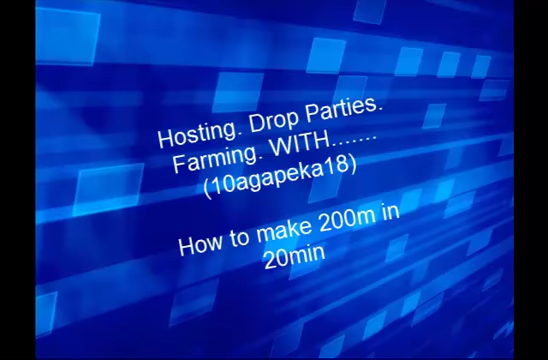 Hosting. Drop Parties.
Farming. WITH.......
(10agapeka18)
How to make 200m in
20min